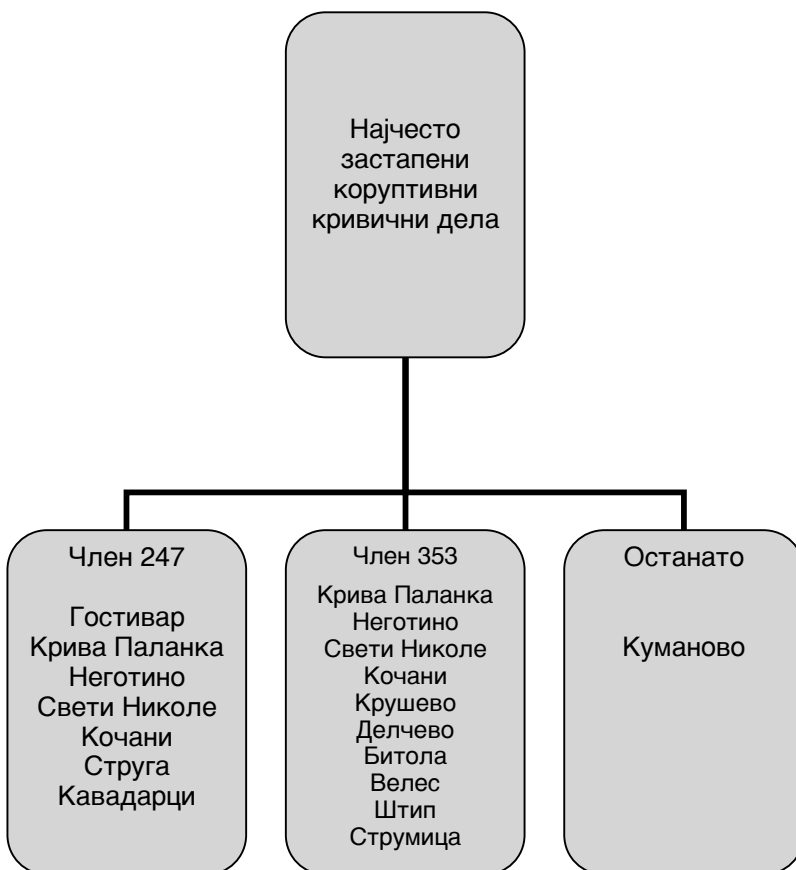 Најчесто
застапени
коруптивни
кривични дела
Член 247
Гостивар
Крива Паланка
Неготино
Свети Николе
Кочани
Струга
Кавадарци
Член 353
Крива Паланка
Неготино
Свети Николе
Кочани
Крушево
Делчево
Битола
Велес
Штип
Струмица
Останато
Куманово